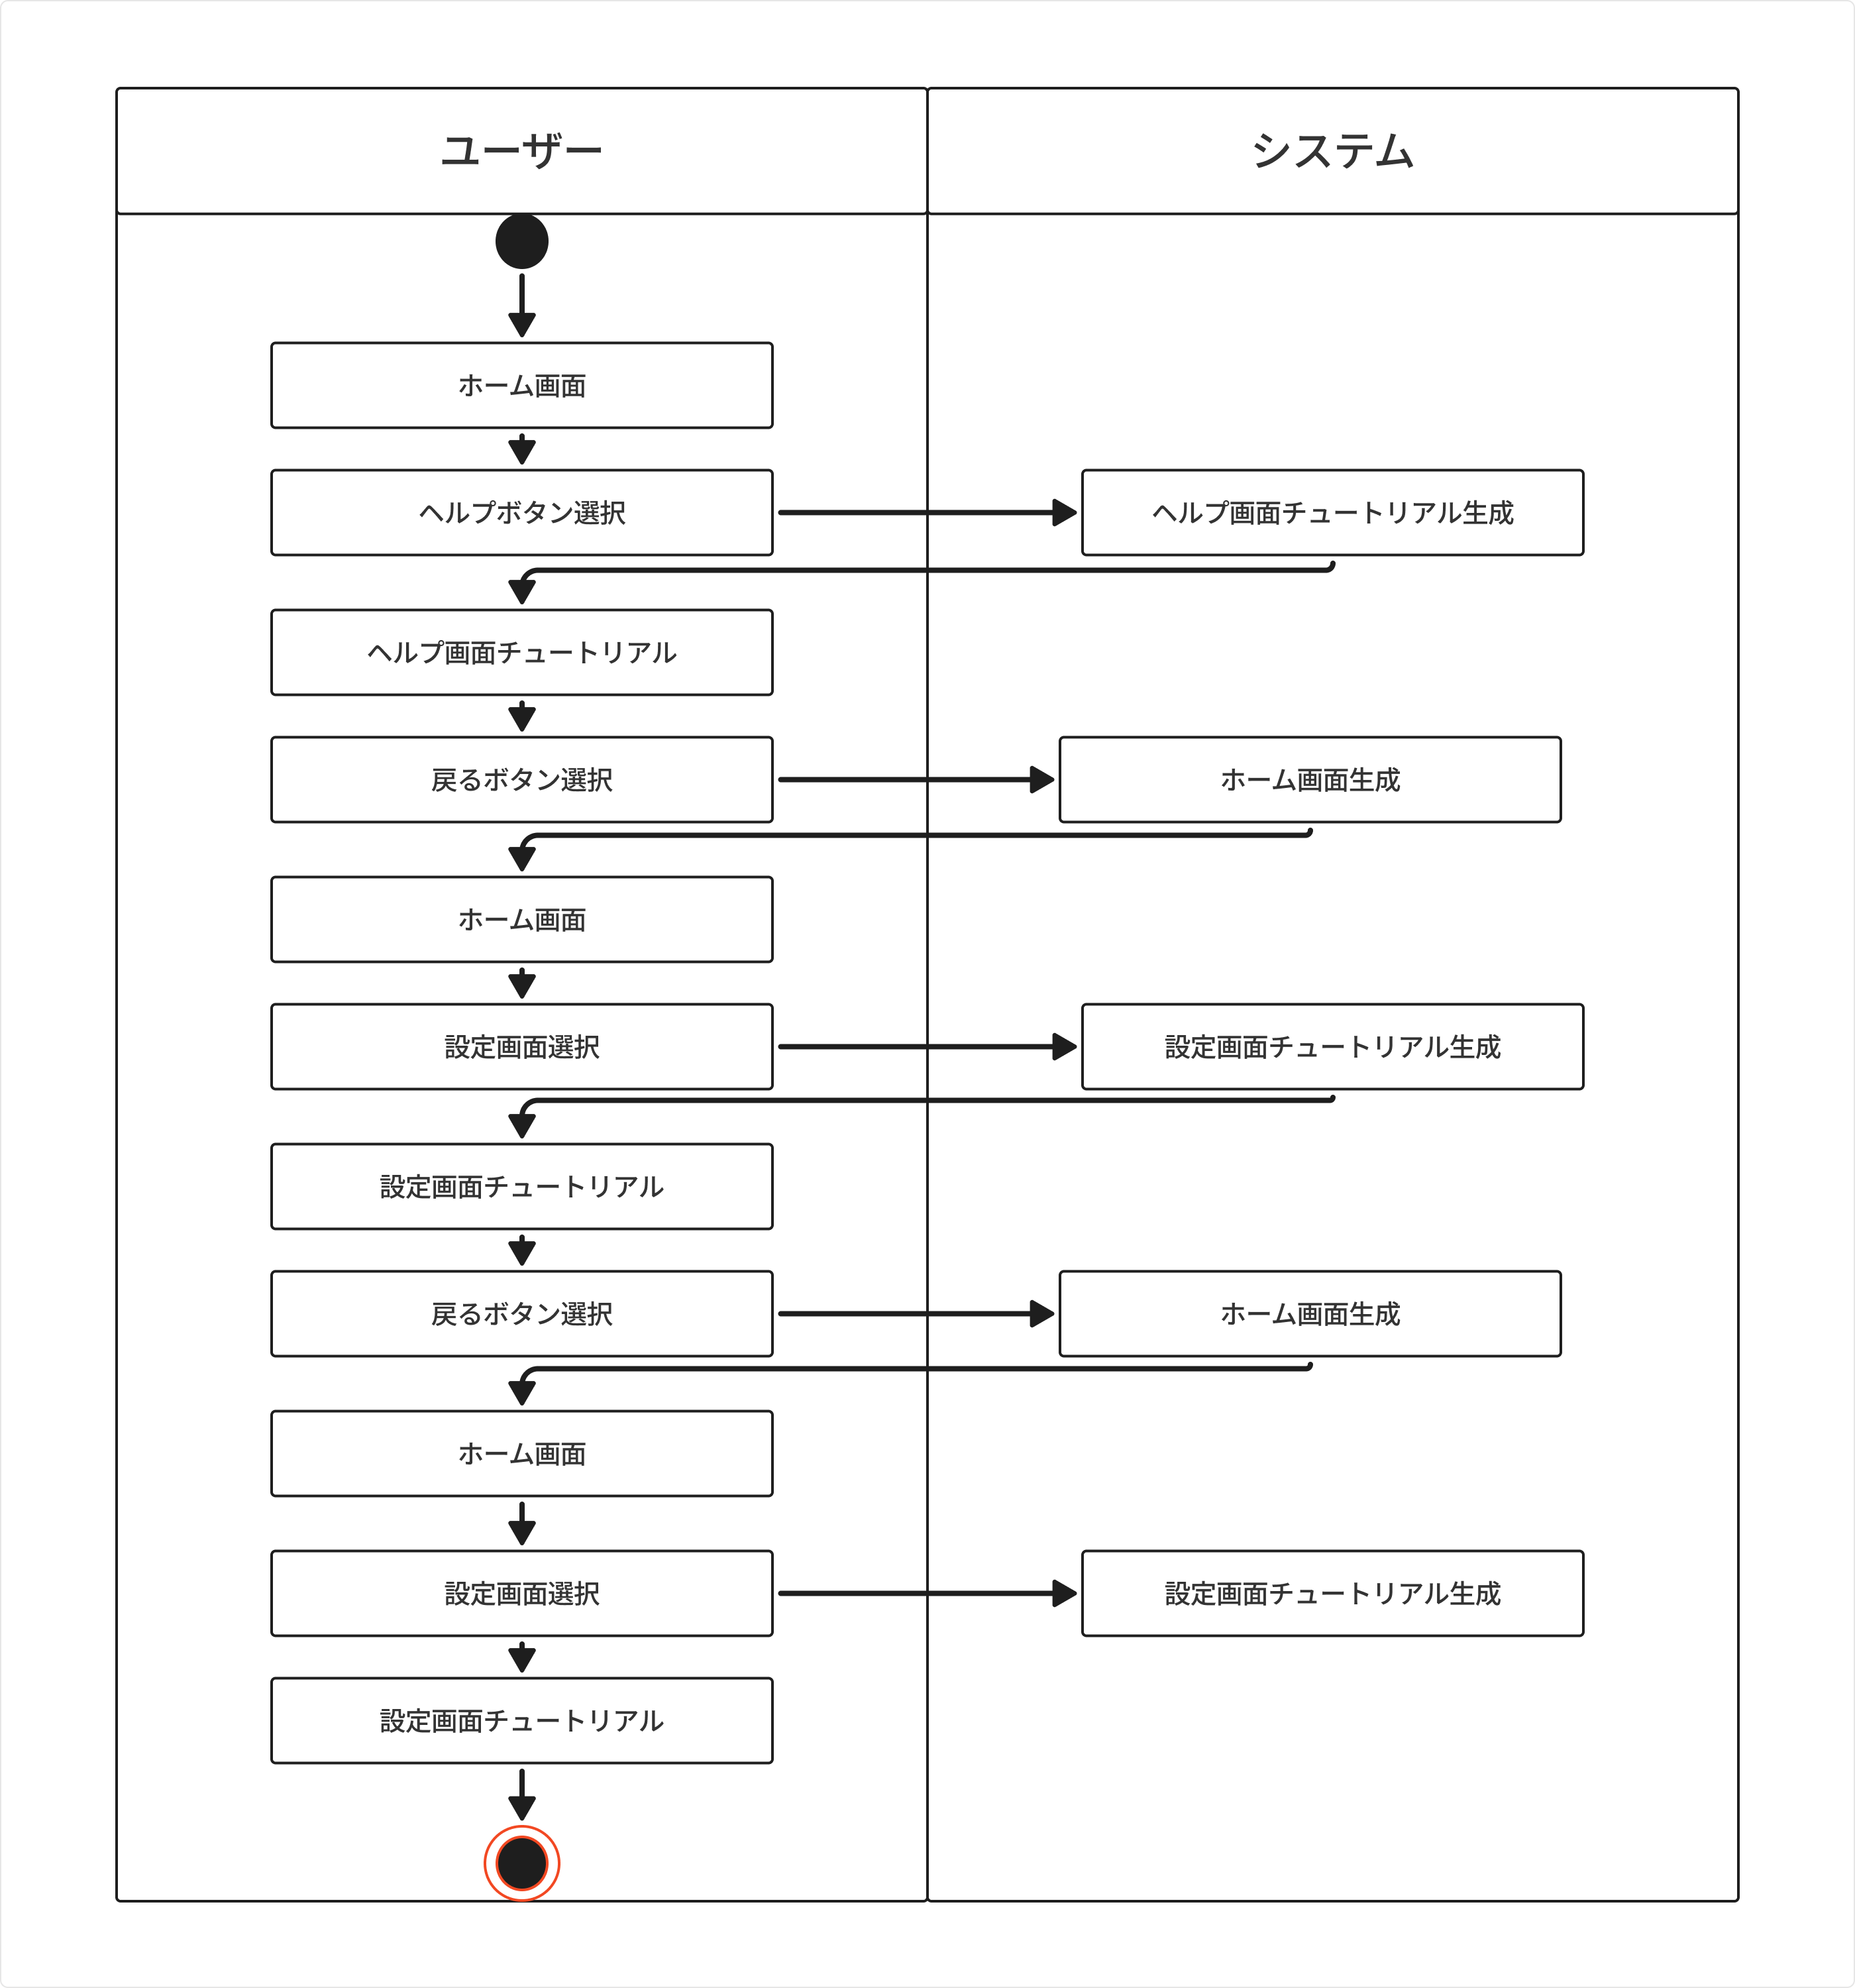 ユーザー
システム
ホーム画面
ヘルプボタン選択
ヘルプ画面チュートリアル生成
ヘルプ画面チュートリアル
戻るボタン選択
ホーム画面生成
ホーム画面
設定画面選択
設定画面チュートリアル生成
設定画面チュートリアル
戻るボタン選択
ホーム画面生成
ホーム画面
設定画面選択
設定画面チュートリアル生成
設定画面チュートリアル